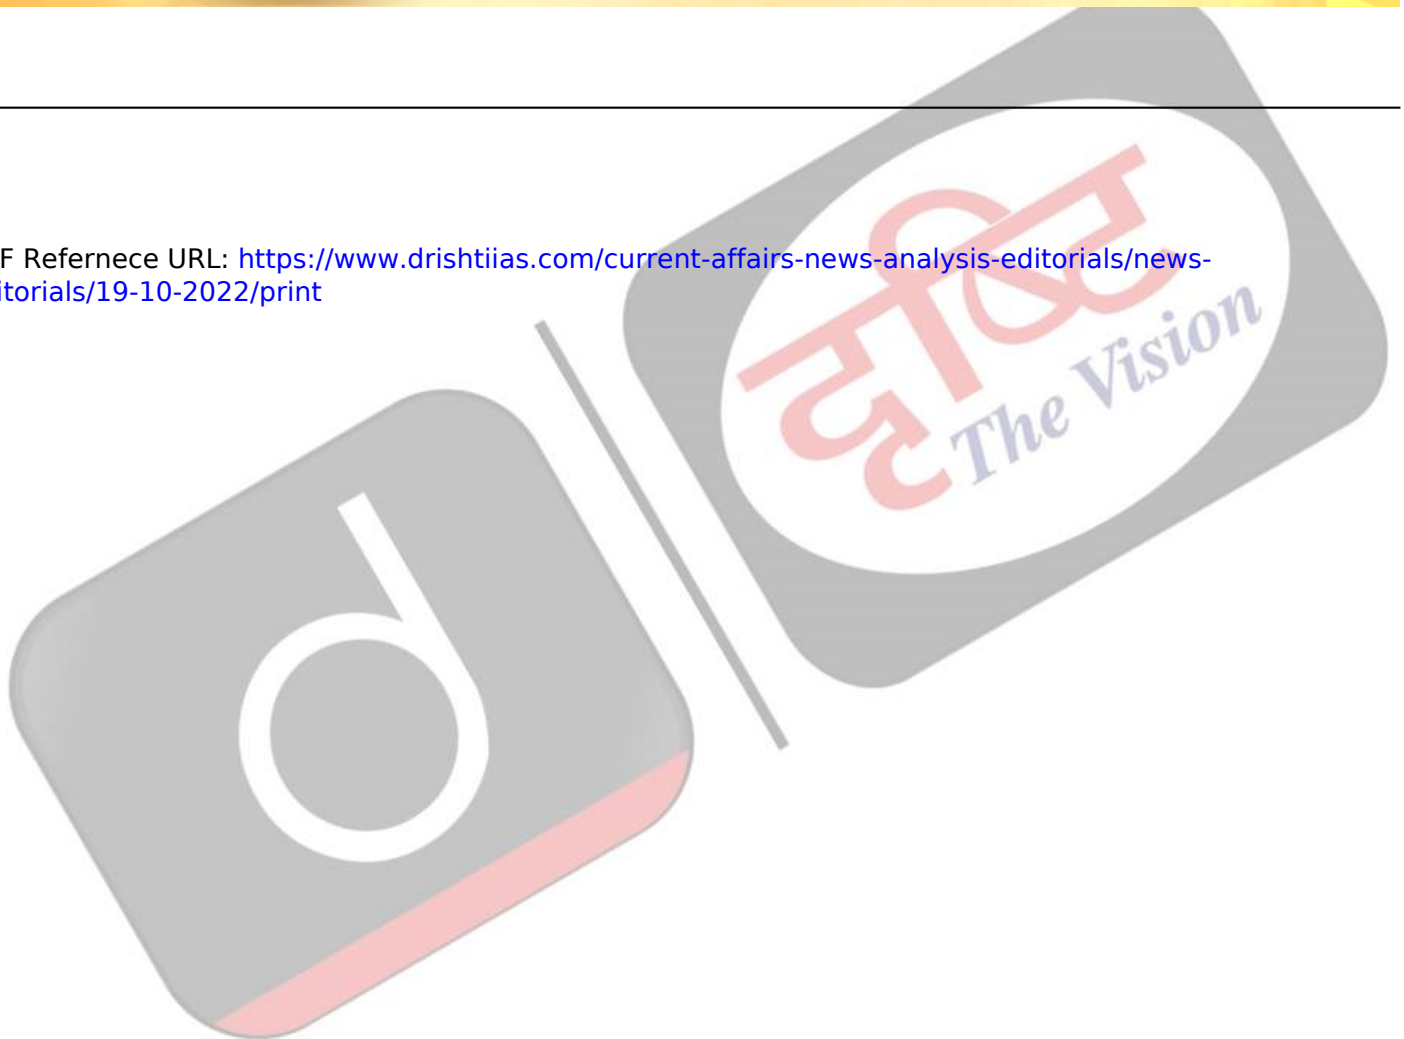 F Refernece URL: https://www.drishtiias.com/current-affairs-news-analysis-editorials/news-
itorials/19-10-2022/print
दृष्टि
The Vision
d